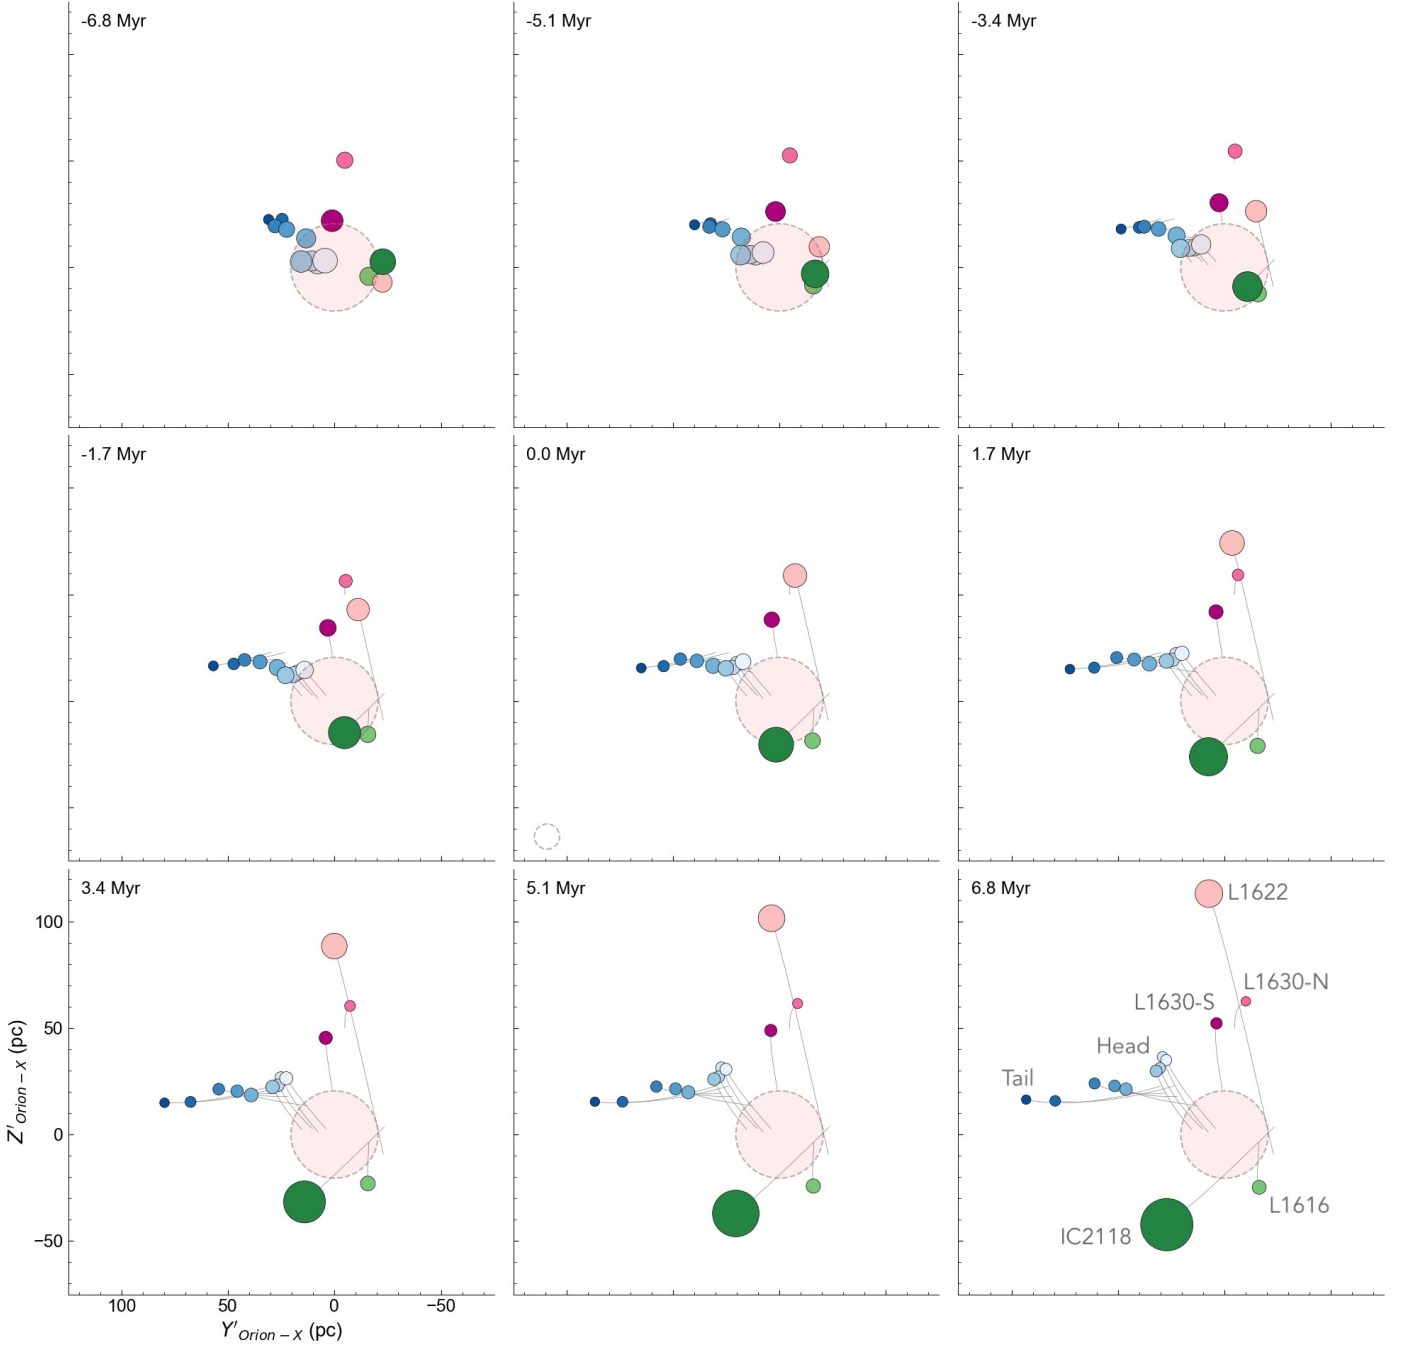 -6.8 Myr
-5.1 Myr
-3.4 Myr
-1.7 Myr
0.0 Myr
1.7 Myr
3.4 Myr
5.1 Myr
6.8 Myr
L1622
L1630-N
L1630-S
Head
Tail
L1616
IC2118
100
50
0
−50
Z′Orion − X (pc)
100
50
0
−50
Y′Orion − X (pc)